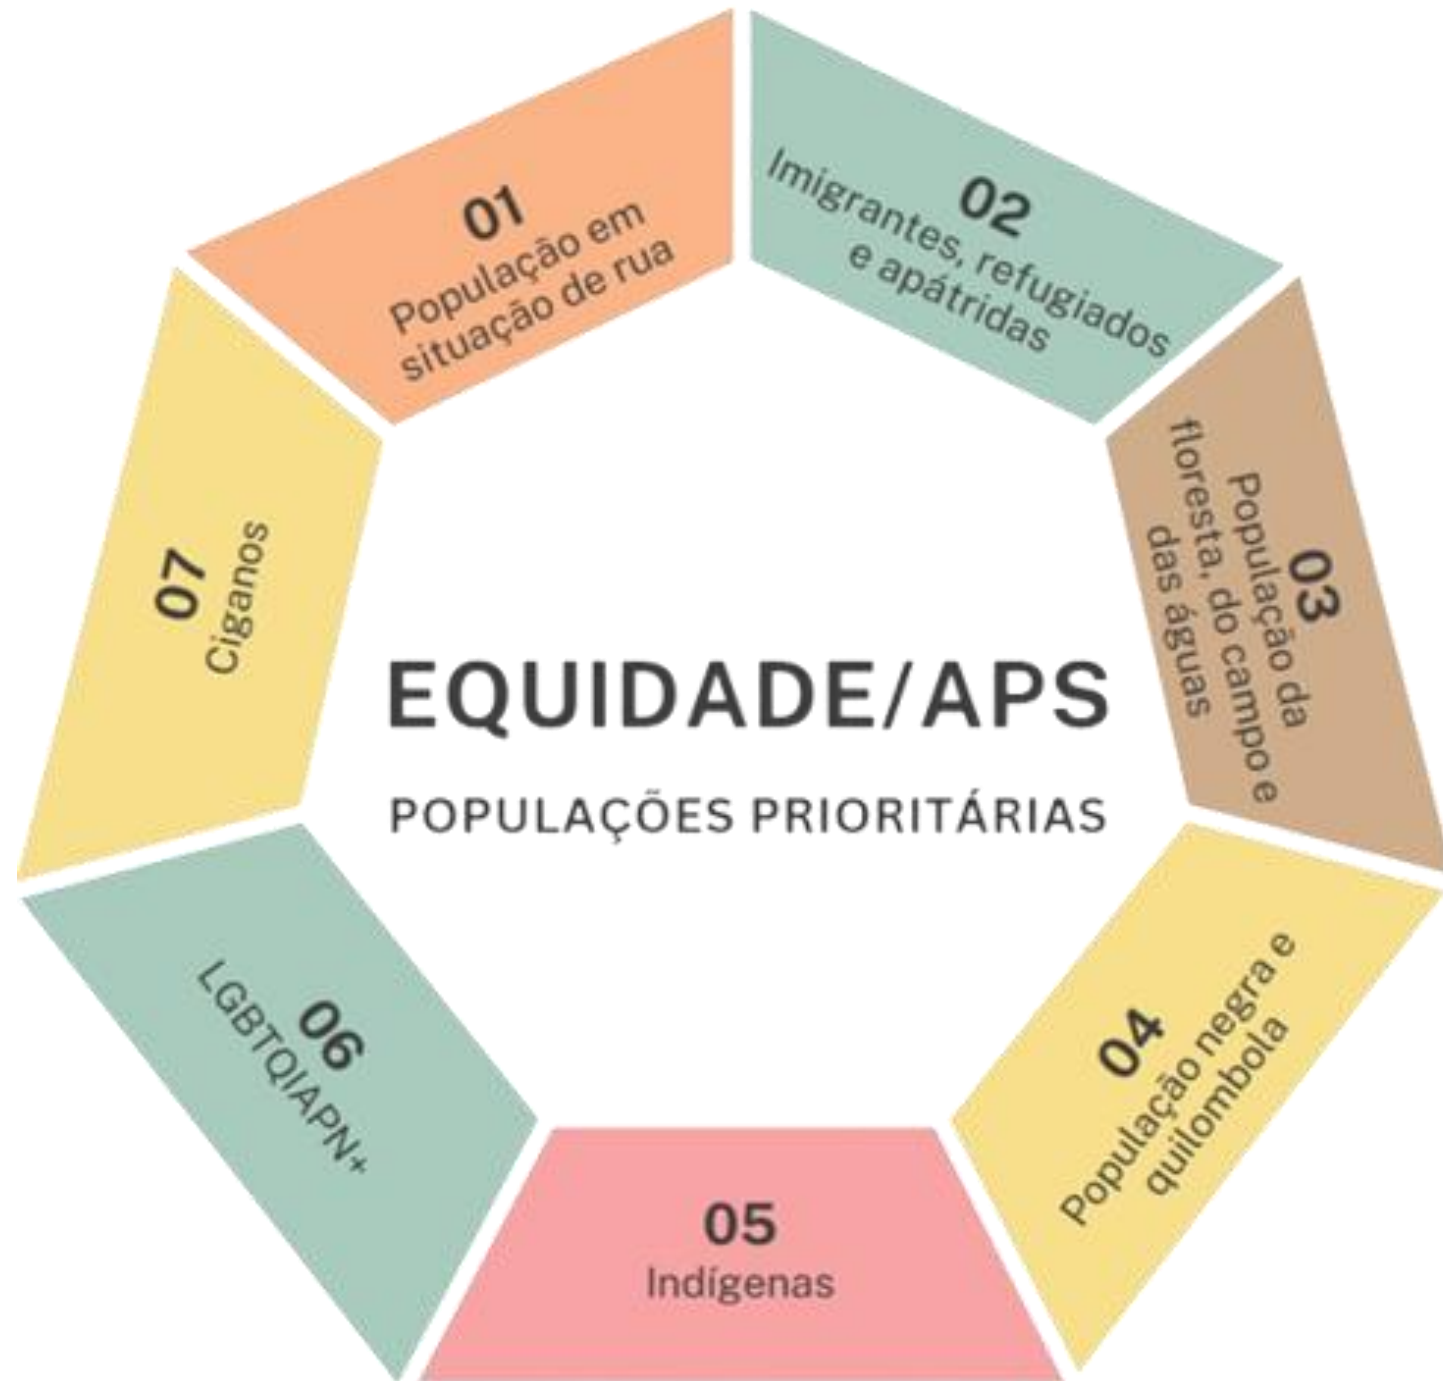 01
População em
situação de rua
02
Imigrantes, refugiados
e apátridas
03
População da
floresta, do campo e
das águas
04
População negra e
quilombola
05
Indígenas
06
LGBTQIAPN+
07
Ciganos
EQUIDADE/APS
POPULAÇÕES PRIORITÁRIAS